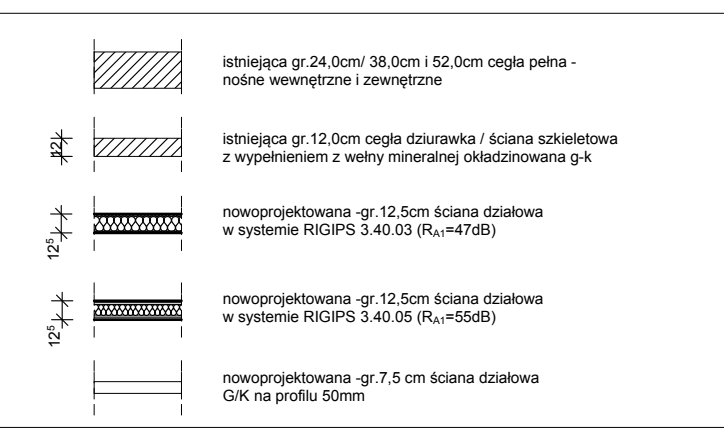 istniejąca gr.24,0cm/ 38,0cm i 52,0cm cegła pełna -
nośne wewnętrzne i zewnętrzne
12
istniejąca gr.12,0cm cegła dziurawka / ściana szkieletowa
z wypełnieniem z wełny mineralnej okładzinowana g-k
12⁵
nowoprojektowana -gr.12,5cm ściana działowa
w systemie RIGIPS 3.40.03 (RA1=47dB)
12⁵
nowoprojektowana -gr.12,5cm ściana działowa
w systemie RIGIPS 3.40.05 (RA1=55dB)
nowoprojektowana -gr.7,5 cm ściana działowa
G/K na profilu 50mm